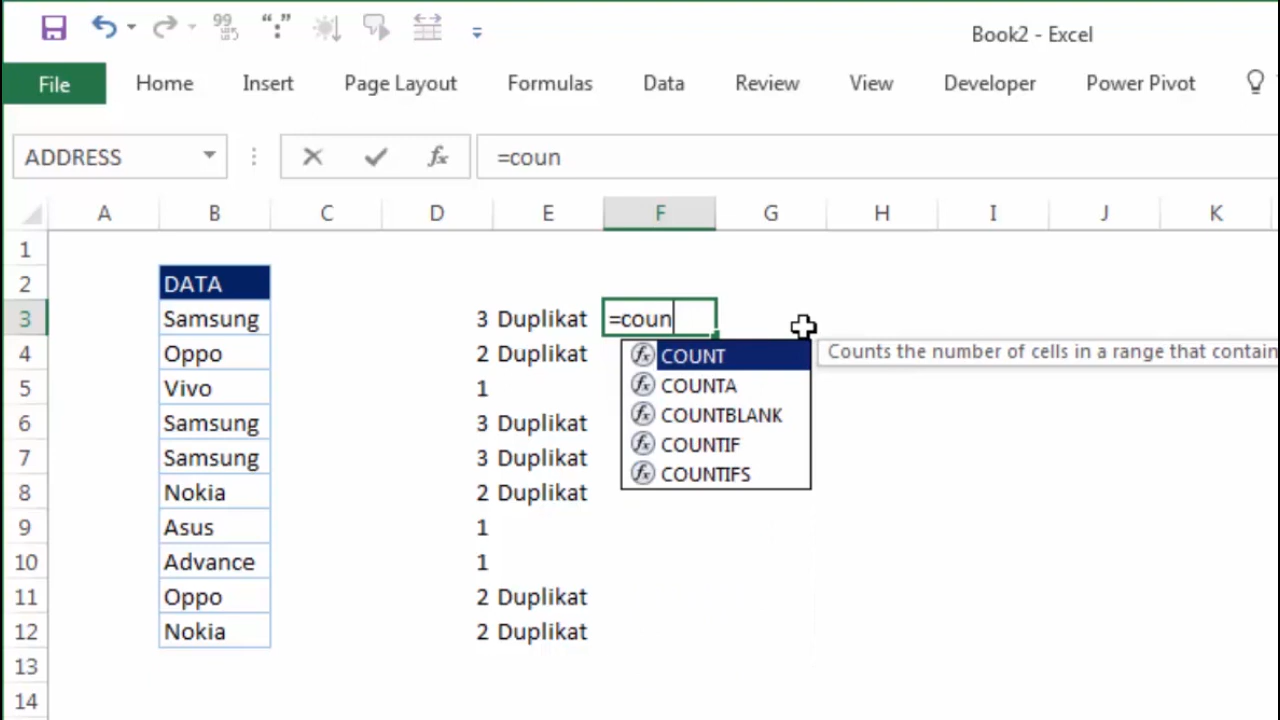 Book2 - Excel
File Home Insert Page Layout Formulas Data Review View Developer Power Pivot
ADDRESS fx =coun
A B C D E F G H I J K
1
2 DATA
3 Samsung 3 Duplikat =coun
4 Oppo 2 Duplikat
COUNT Counts the number of cells in a range that contain
5 Vivo 1
COUNTA
6 Samsung 3 Duplikat
COUNTBLANK
7 Samsung 3 Duplikat
COUNTIF
8 Nokia 2 Duplikat
COUNTIFS
9 Asus 1
10 Advance 1
11 Oppo 2 Duplikat
12 Nokia 2 Duplikat
13
14